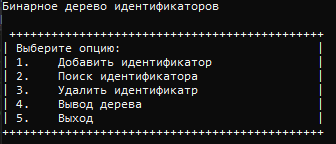 Бинарное дерево идентификаторов
+++++++++++++++++++++++++++++++++++++++++++++
| Выберите опцию: |
| 1. Добавить идентификатор |
| 2. Поиск идентификатора |
| 3. Удалить идентификатр |
| 4. Вывод дерева |
| 5. Выход |
+++++++++++++++++++++++++++++++++++++++++++++